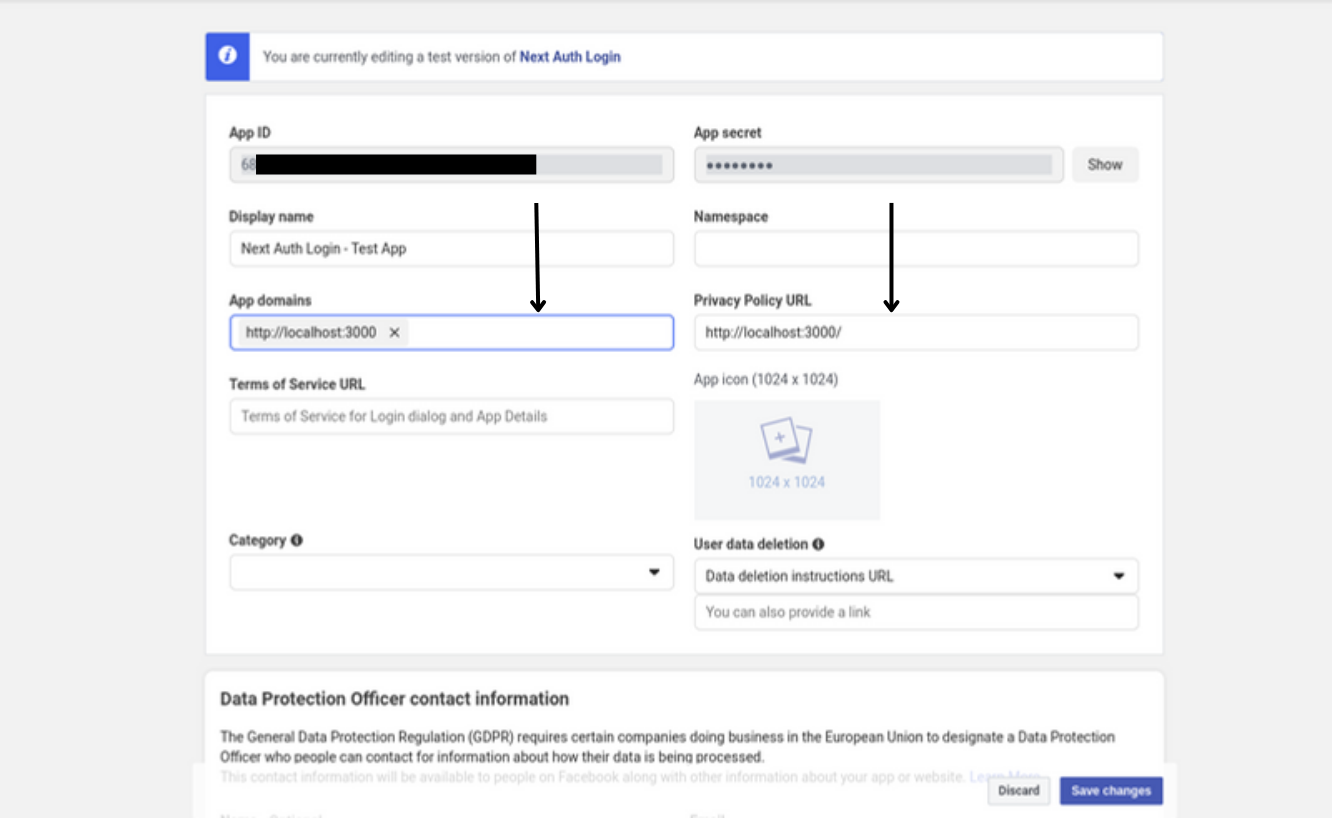 You are currently editing a test version of Next Auth Login
App ID
App secret
68
••••••••
Show
Display name
Namespace
Next Auth Login - Test App
App domains
Privacy Policy URL
http://localhost:3000 ✕
http://localhost:3000/
Terms of Service URL
App icon (1024 x 1024)
Terms of Service for Login dialog and App Details
1024 x 1024
Category
User data deletion
Data deletion instructions URL
You can also provide a link
Data Protection Officer contact information
The General Data Protection Regulation (GDPR) requires certain companies doing business in the European Union to designate a Data Protection
Officer who people can contact for information about how their data is being processed.
This contact information will be available to people on Facebook along with other information about your app or website. Learn More
Discard
Save changes